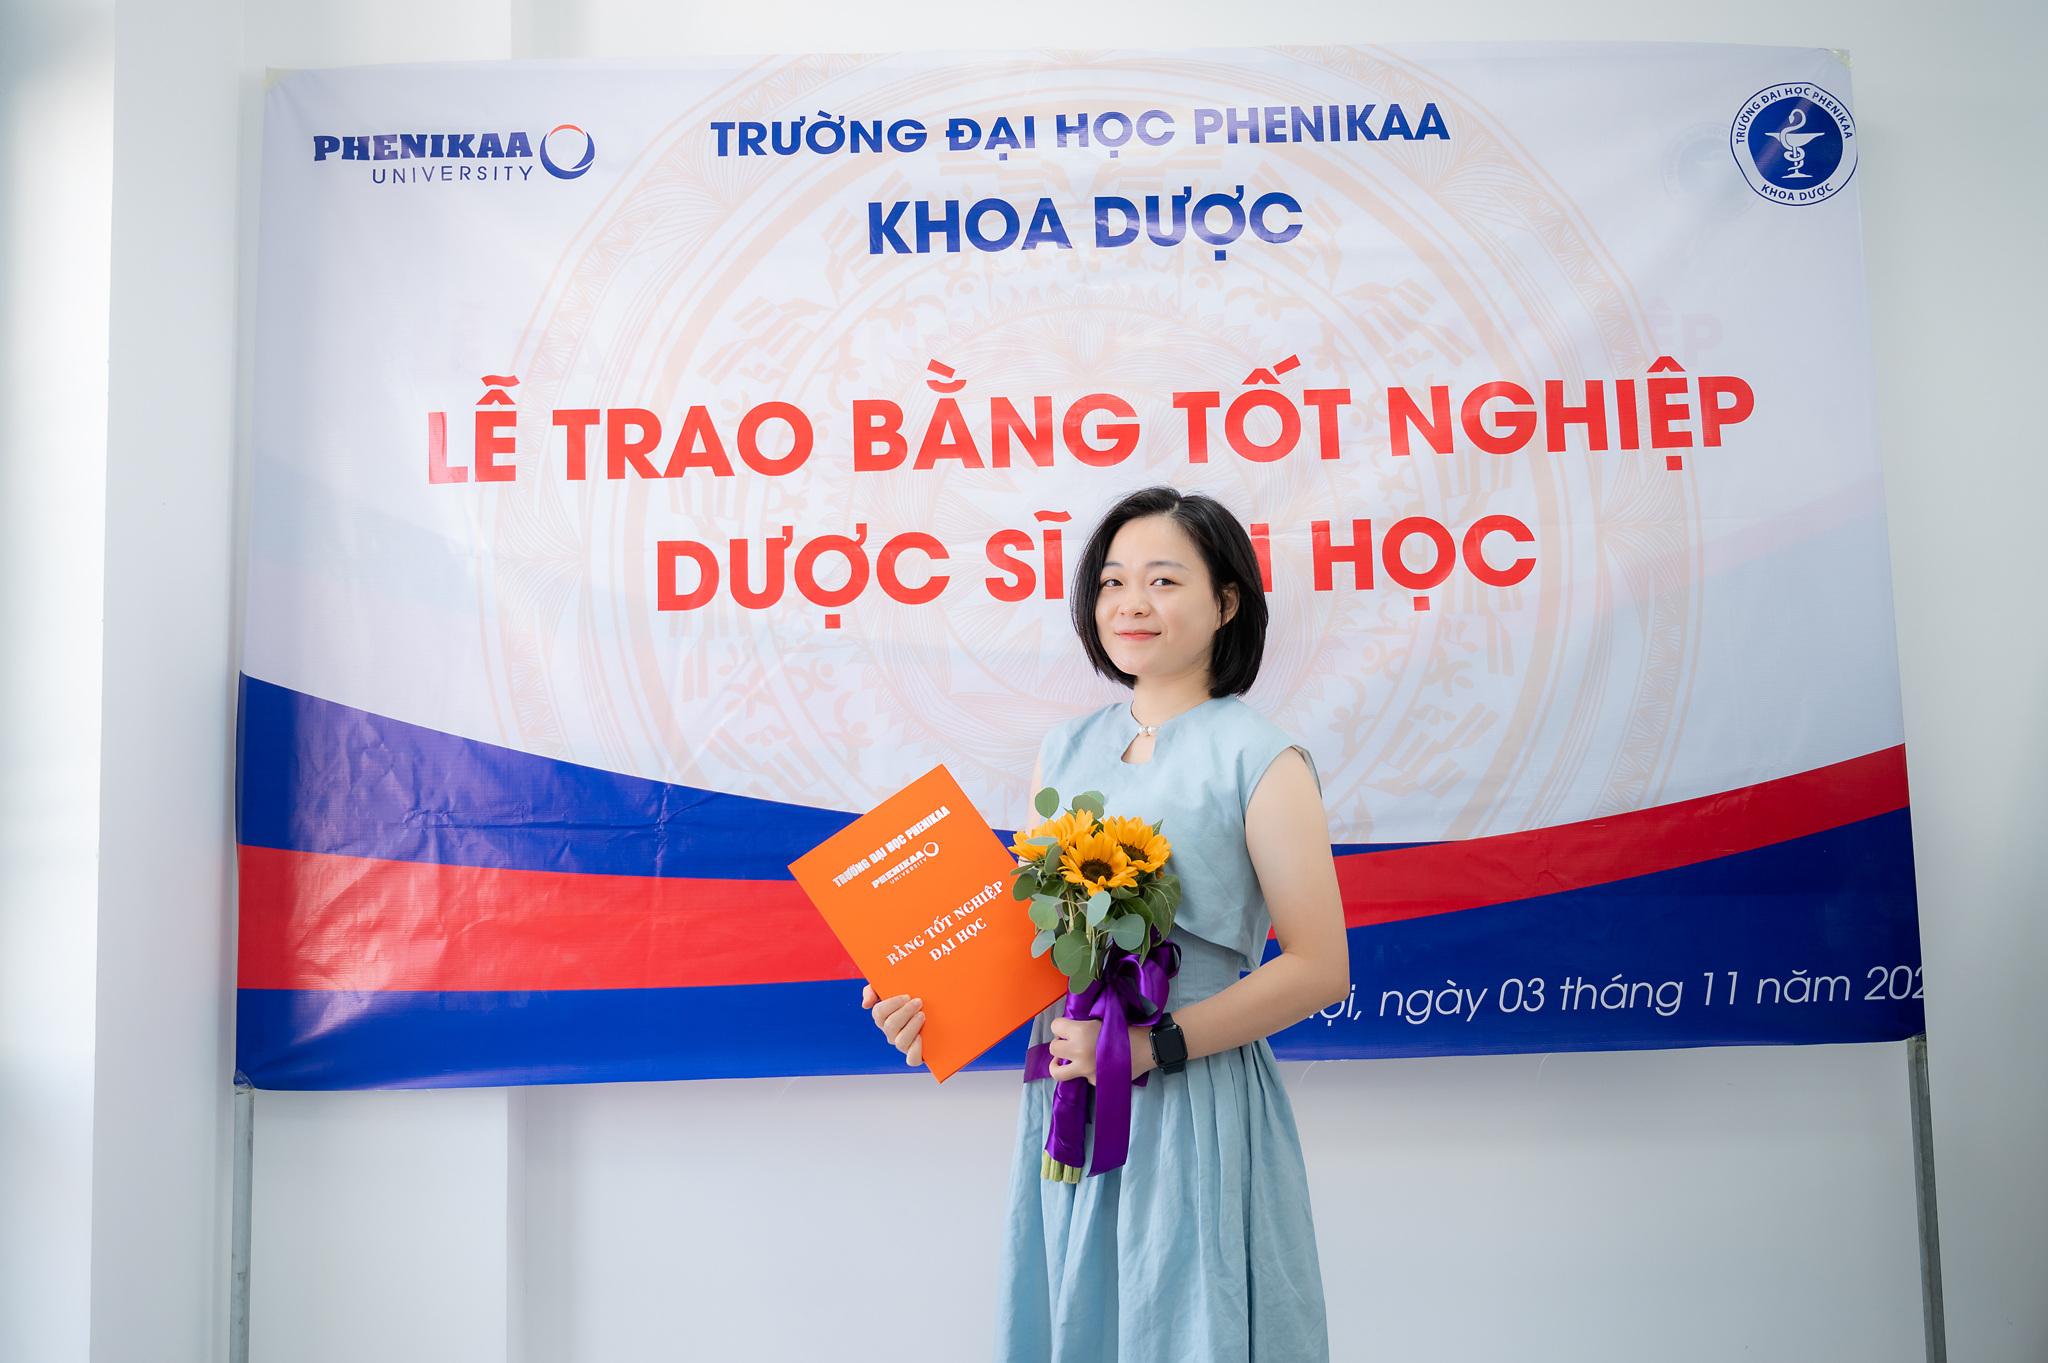 PHENIKAA
UNIVERSITY
TRƯỜNG ĐẠI HỌC PHENIKAA
KHOA DƯỢC
TRƯỜNG ĐẠI HỌC PHENIKAA
KHOA DƯỢC
LỄ TRAO BẰNG TỐT NGHIỆP
DƯỢC SĨ HỌC
TRƯỜNG ĐẠI HỌC PHENIKAA
PHENIKAA
UNIVERSITY
BẰNG TỐT NGHIỆP
ĐẠI HỌC
ngày 03 tháng 11 năm